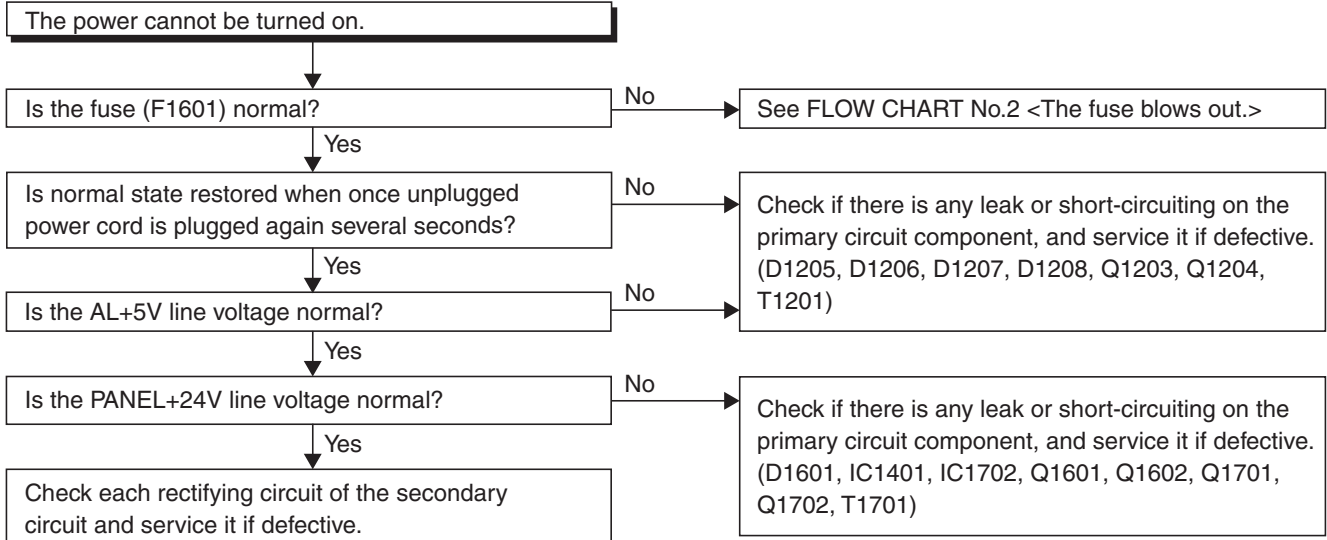 The power cannot be turned on.
Is the fuse (F1601) normal?
No
See FLOW CHART No.2 <The fuse blows out.>
Yes
Is normal state restored when once unplugged
power cord is plugged again several seconds?
No
Check if there is any leak or short-circuiting on the
primary circuit component, and service it if defective.
(D1205, D1206, D1207, D1208, Q1203, Q1204,
T1201)
Yes
Is the AL+5V line voltage normal?
No
Yes
Is the PANEL+24V line voltage normal?
No
Check if there is any leak or short-circuiting on the
primary circuit component, and service it if defective.
(D1601, IC1401, IC1702, Q1601, Q1602, Q1701,
Q1702, T1701)
Yes
Check each rectifying circuit of the secondary
circuit and service it if defective.